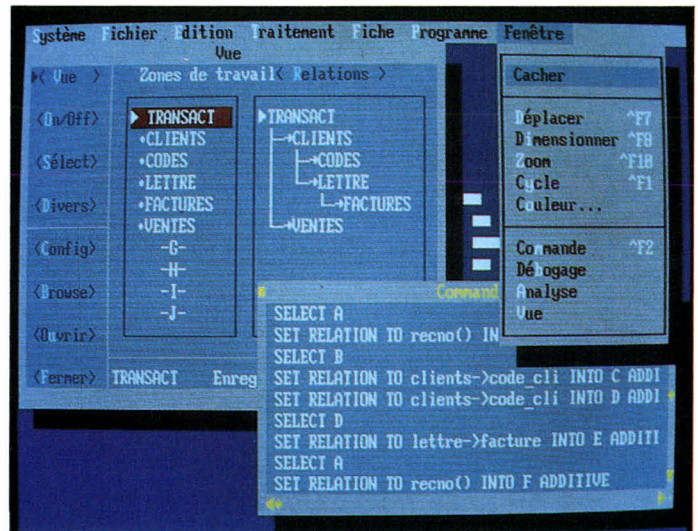 Système Fichier Edition Traitement Fiche Programme Fenêtre
Vue
< Vue > Zones de travail < Relations >
<On/Off>
<Sélect>
<Divers>
<Config>
<Browse>
<Ouvrir>
<Fermer>
TRANSACT
CLIENTS
CODES
LETTRE
FACTURES
VENTES
-G-
-H-
-I-
-J-
TRANSACT
CLIENTS
CODES
LETTRE
FACTURES
VENTES
TRANSACT Enreg
Cacher
Déplacer ^F7
Dimensionner ^F8
Zoom ^F10
Cycle ^F1
Couleur...
Commande ^F2
Débogage
Analyse
Vue
Command
SELECT A
SET RELATION TO recno() IN
SELECT B
SET RELATION TO clients->code_cli INTO C ADDI
SET RELATION TO clients->code_cli INTO D ADDI
SELECT D
SET RELATION TO lettre->facture INTO E ADDITI
SELECT A
SET RELATION TO recno() INTO F ADDITIVE